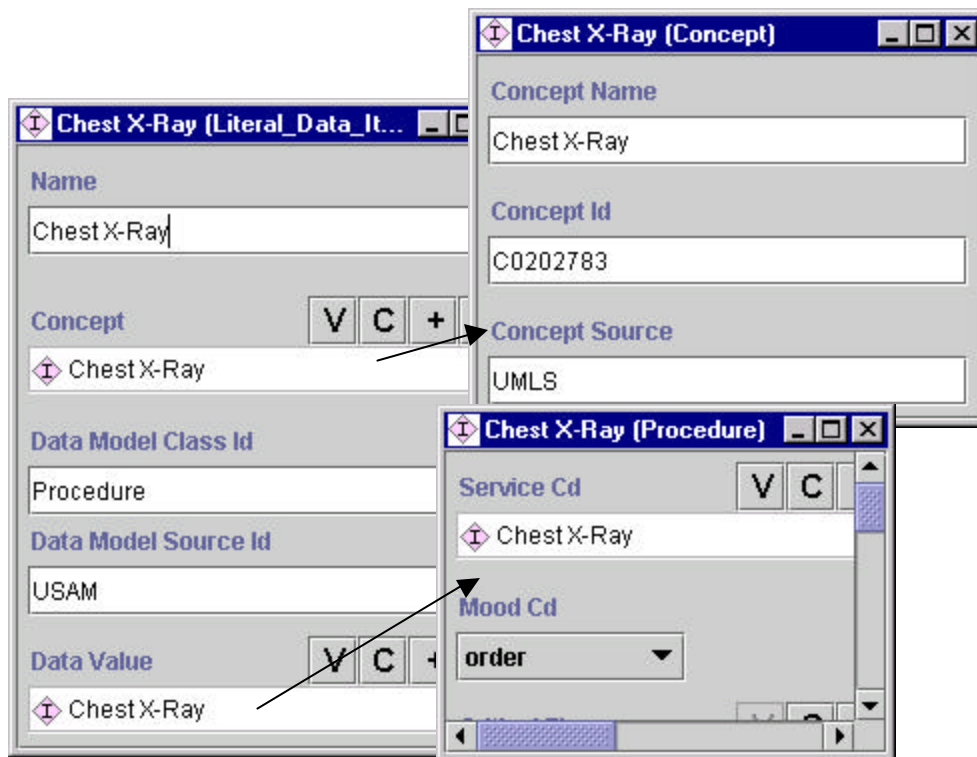 Chest X-Ray (Literal_Data_It...
Name
Chest X-Ray
Concept
V C +
Chest X-Ray
Data Model Class Id
Procedure
Data Model Source Id
USAM
Data Value
V C
Chest X-Ray
Chest X-Ray (Concept)
Concept Name
Chest X-Ray
Concept Id
C0202783
Concept Source
UMLS
Chest X-Ray (Procedure)
Service Cd
V C
Chest X-Ray
Mood Cd
order